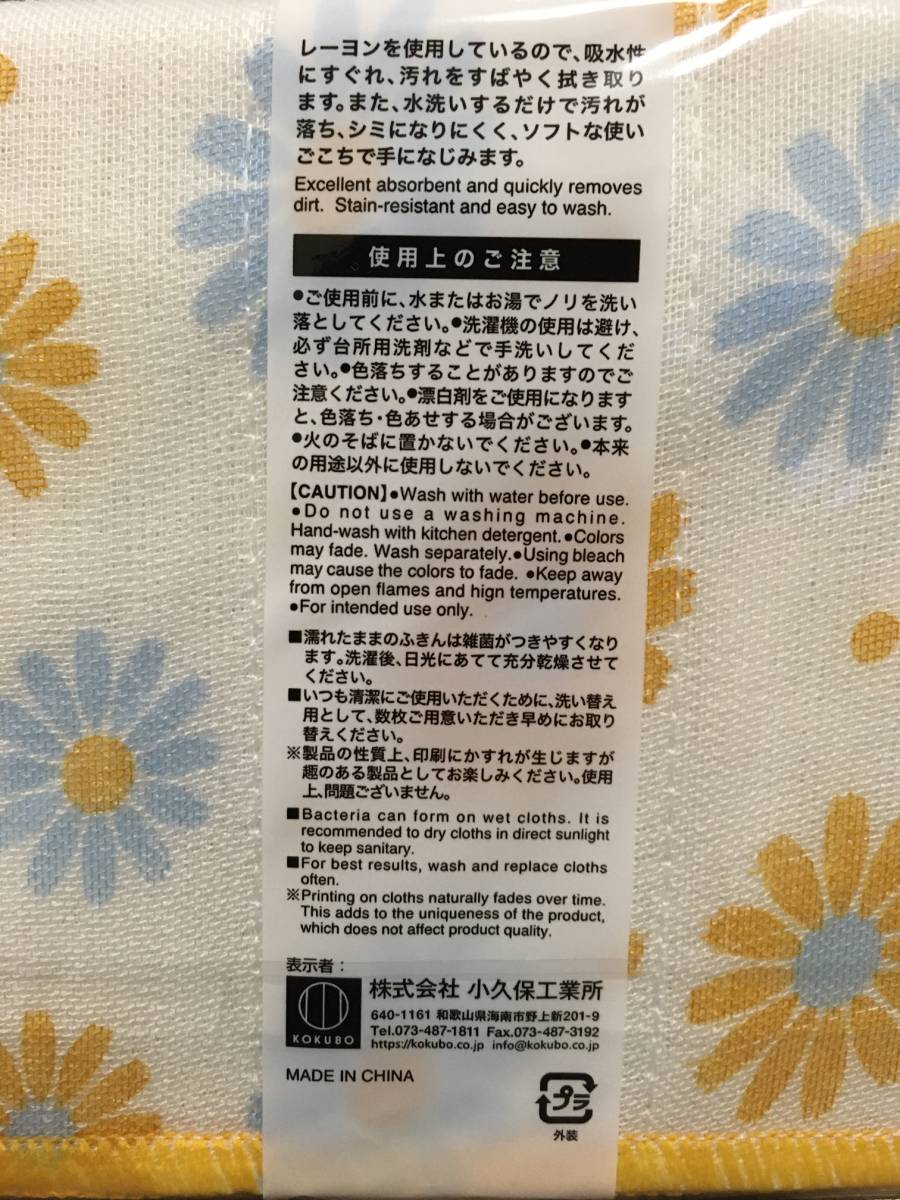 レーヨンを使用しているので、吸水性
にすぐれ、汚れをすばやく拭き取り
ます。また、水洗いするだけで汚れが
落ち、シミになりにくく、ソフトな使い
ごこちで手になじみます。
Excellent absorbent and quickly removes
dirt. Stain-resistant and easy to wash.
使用上のご注意
●ご使用前に、水またはお湯でノリを洗い
落としてください。●洗濯機の使用は避け、
必ず台所用洗剤などで手洗いしてくだ
さい。●色落ちすることがありますのでご
注意ください。●漂白剤をご使用になります
と、色落ち・色あせする場合がございます。
●火のそばに置かないでください。●本来
の用途以外に使用しないでください。
【CAUTION】●Wash with water before use.
●Do not use a washing machine.
Hand-wash with kitchen detergent. ●Colors
may fade. Wash separately.●Using bleach
may cause the colors to fade. ●Keep away
from open flames and hign temperatures.
●For intended use only.
■濡れたままのふきんは雑菌がつきやすくなり
ます。洗濯後、日光にあてて充分乾燥させて
ください。
■いつも清潔にご使用いただくために、洗い替え
用として、数枚ご用意いただき早めにお取り
替えください。
※製品の性質上、印刷にかすれが生じますが
趣のある製品としてお楽しみください。使用
上、問題ございません。
■Bacteria can form on wet cloths. It is
recommended to dry cloths in direct sunlight
to keep sanitary.
■For best results, wash and replace cloths
often.
※Printing on cloths naturally fades over time.
This adds to the uniqueness of the product,
which does not affect product quality.
表示者：
株式会社 小久保工業所
640-1161 和歌山県海南市野上新201-9
Tel.073-487-1811 Fax.073-487-3192
https://kokubo.co.jp info@kokubo.co.jp
KOKUBO
MADE IN CHINA
プラ
外装